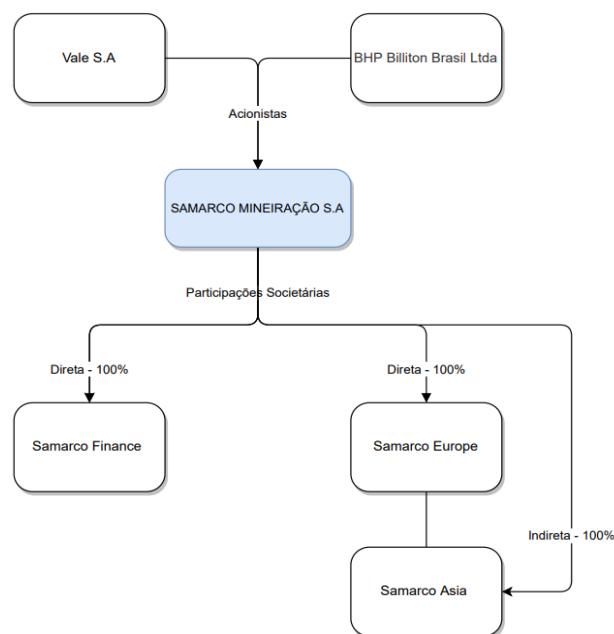 Vale S.A
BHP Billiton Brasil Ltda
Acionistas
SAMARCO MINEIRAÇÃO S.A
Participações Societárias
Direta - 100%
Direta - 100%
Samarco Finance
Samarco Europe
Indireta - 100%
Samarco Asia